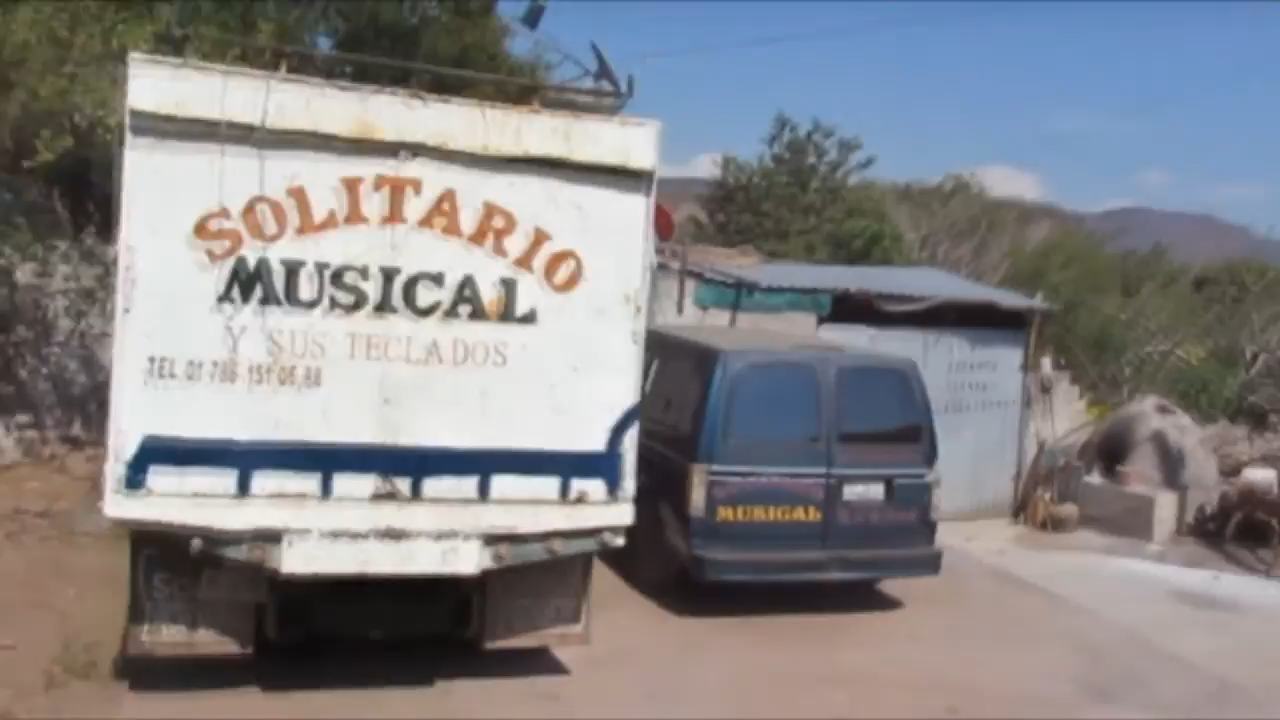 SOLITARIO
MUSICAL
Y SUS TECLADOS
TEL. 01 786 151 06 88
MUSICAL